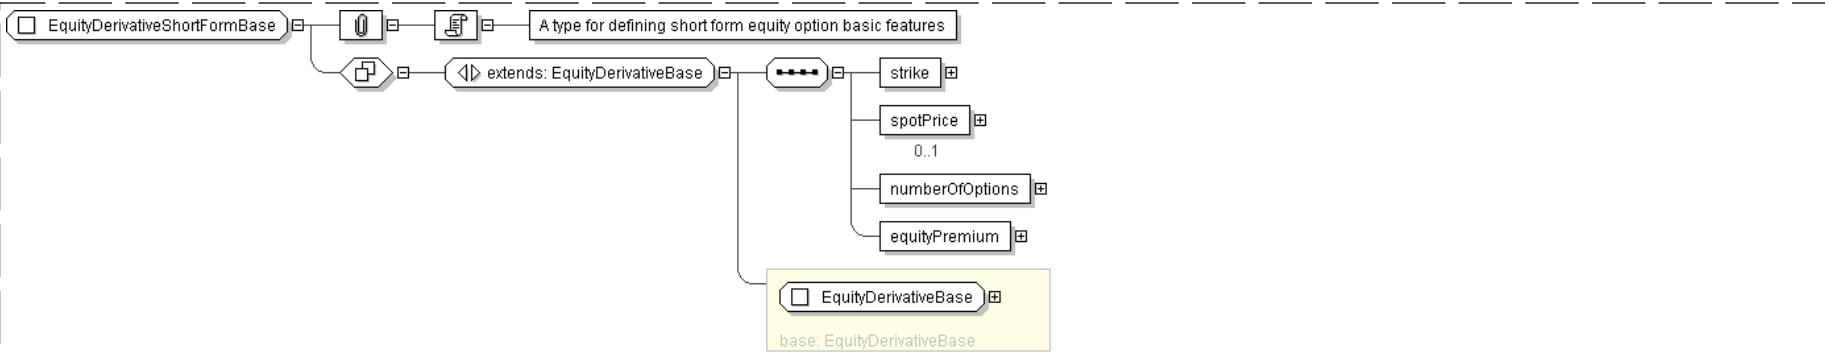 EquityDerivativeShortFormBase
A type for defining short form equity option basic features
extends: EquityDerivativeBase
strike
spotPrice
0..1
numberOfOptions
equityPremium
EquityDerivativeBase
base: EquityDerivativeBase